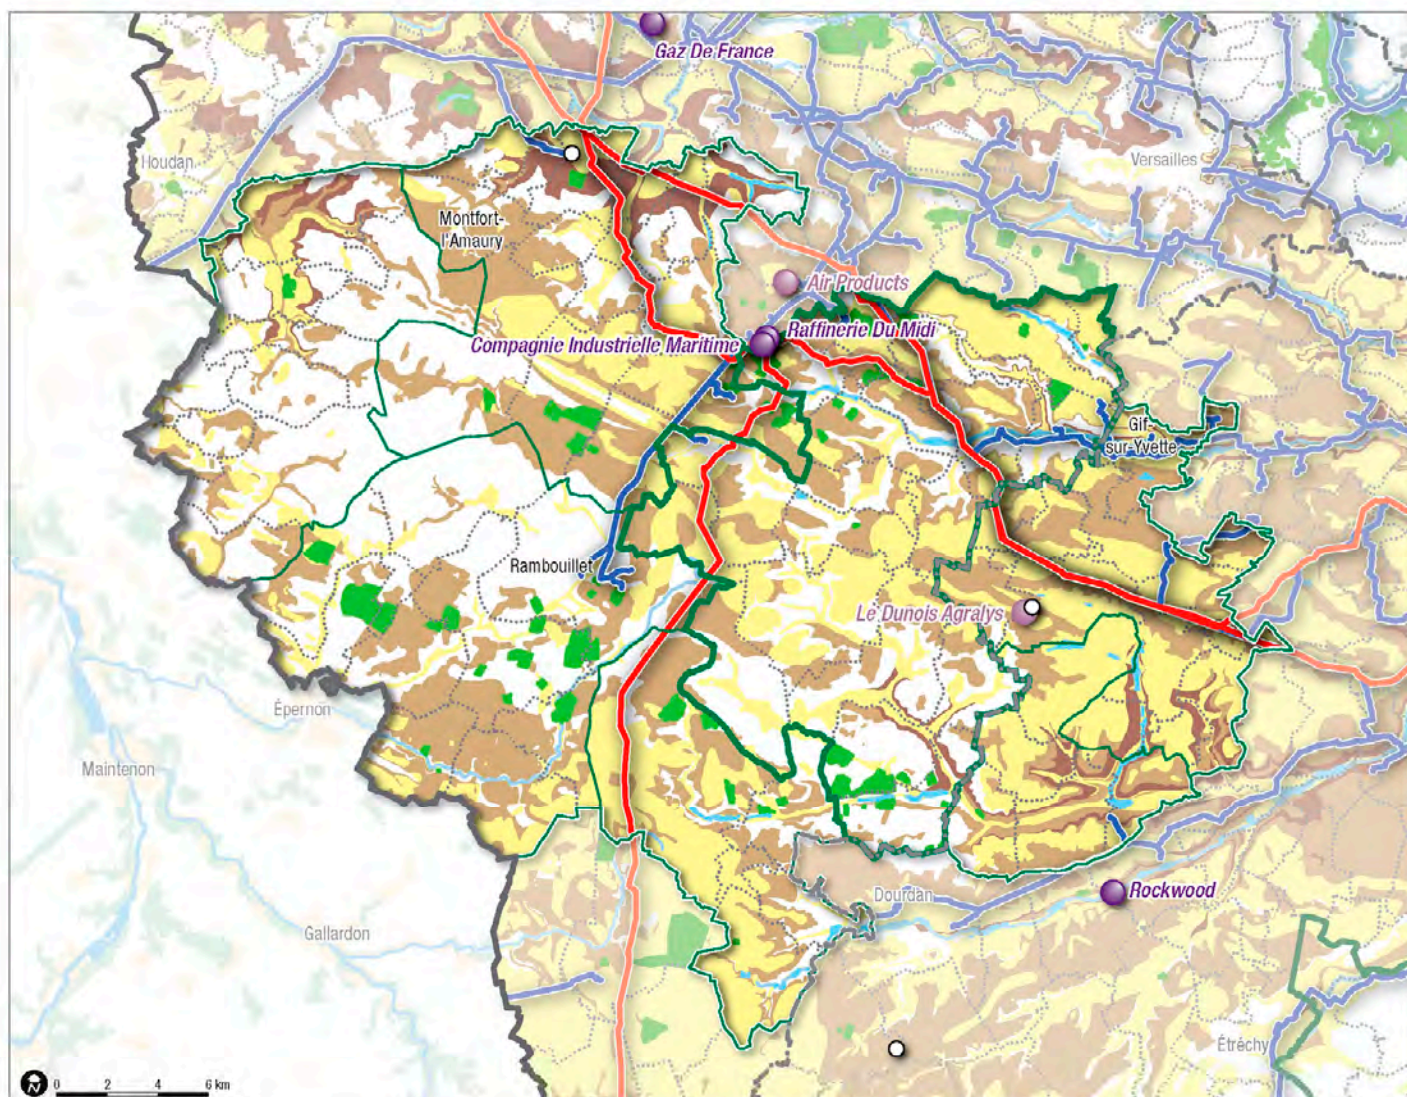 Gaz De France
Houdan
Versailles
Montfort-
l'Amaury
Air Products
Raffinerie Du Midi
Compagnie Industrielle Maritime
Gif-
sur-Yvette
Rambouillet
Le Dunois Agralys
Épernon
Maintenon
Dourdan
Rockwood
Gallardon
Étréchy
N
0 2 4 6 km